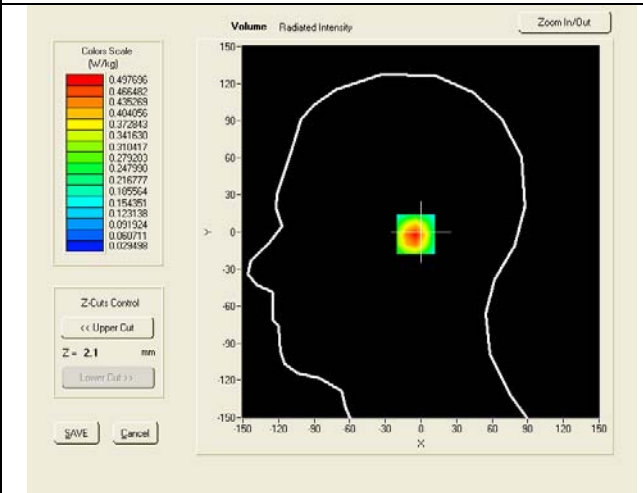 Volume Radiated Intensity
Zoom In/Out
Colors Scale
(W/kg)
0.497696
0.466482
0.435269
0.404056
0.372843
0.341630
0.310417
0.279203
0.247990
0.216777
0.185564
0.154351
0.123138
0.091924
0.060711
0.029498
150
120
90
60
30
0
-30
-60
-90
-120
-150
Y
-150 -120 -90 -60 -30 0 30 60 90 120 150
X
Z-Cuts Control
<< Upper Cut
Z = 2.1 mm
Lower Cut >>
SAVE Cancel